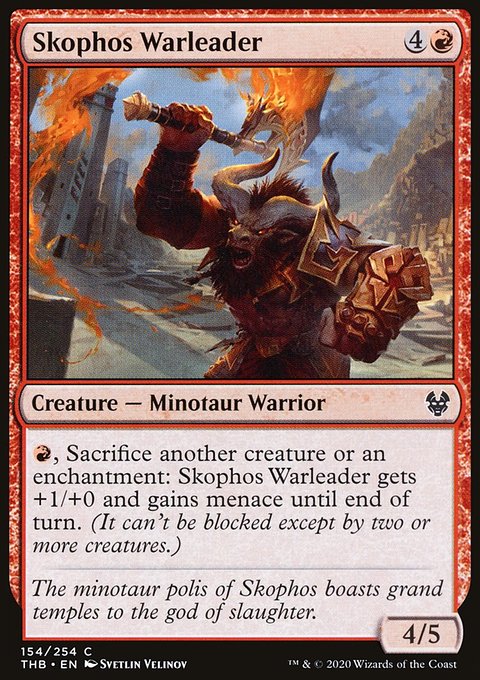 Skophos Warleader 4
Creature — Minotaur Warrior
, Sacrifice another creature or an
enchantment: Skophos Warleader gets
+1/+0 and gains menace until end of
turn. (It can't be blocked except by two or
more creatures.)
The minotaur polis of Skophos boasts grand
temples to the god of slaughter.
4/5
154/254 C
THB • EN Svetlin Velinov
™ & © 2020 Wizards of the Coast